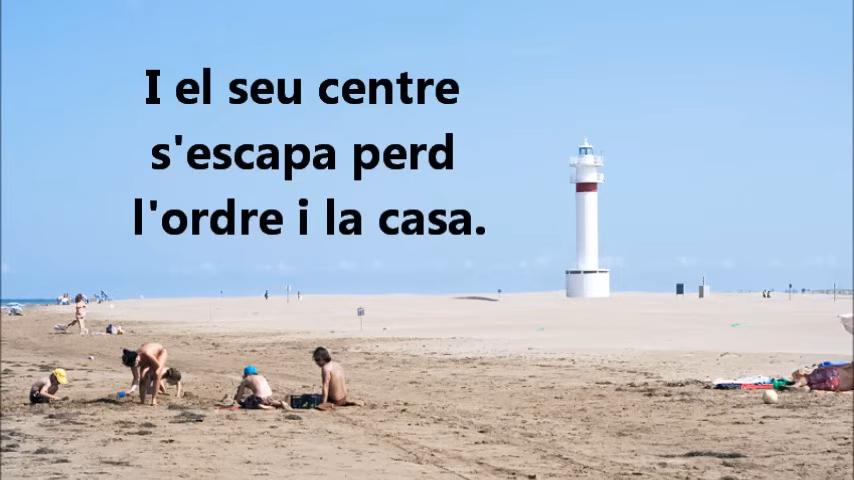 I el seu centre
s'escapa perd
l'ordre i la casa.